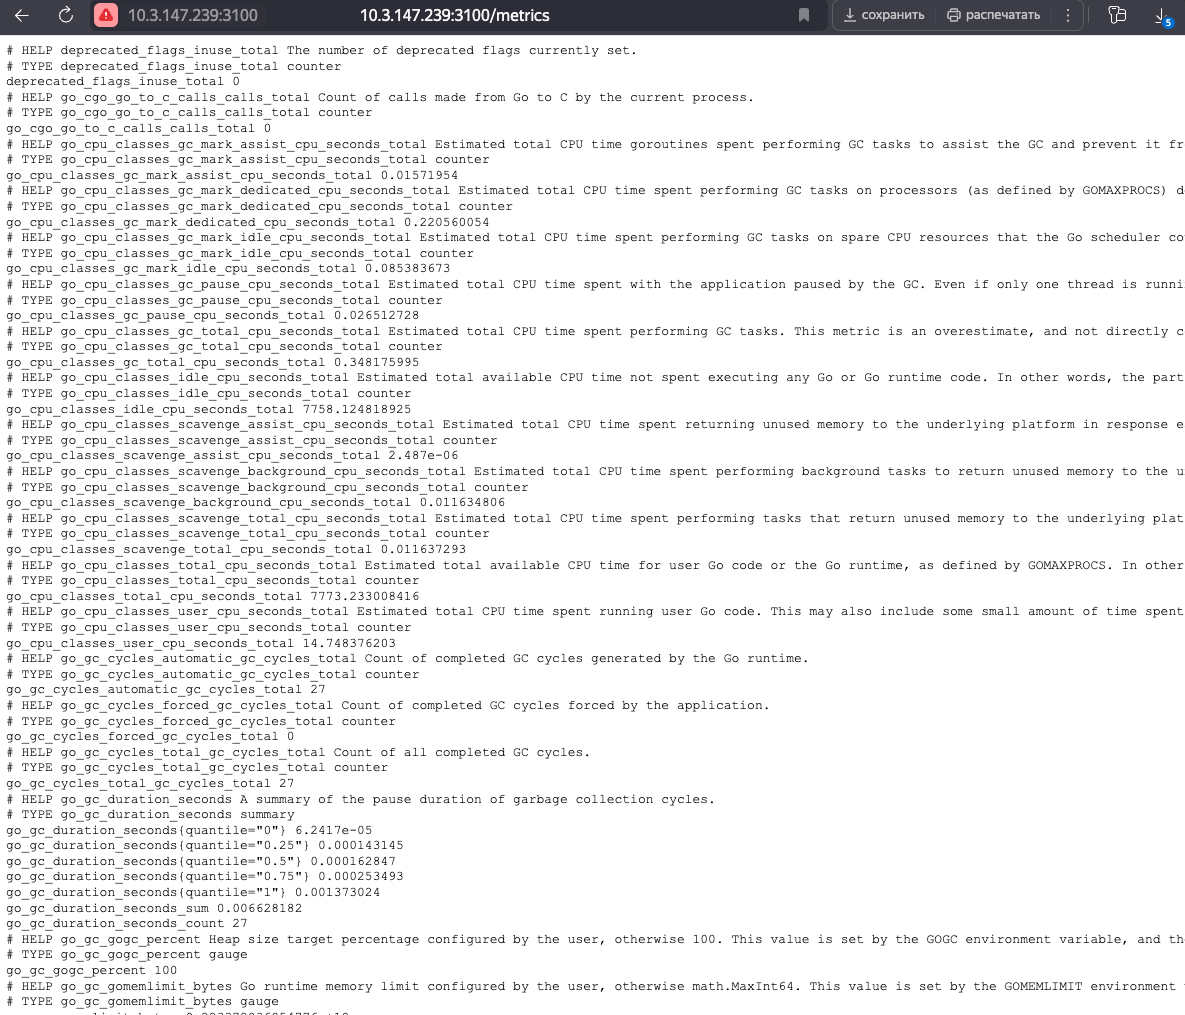 10.3.147.239:3100 10.3.147.239:3100/metrics сохранить распечатать 5
# HELP deprecated_flags_inuse_total The number of deprecated flags currently set.
# TYPE deprecated_flags_inuse_total counter
deprecated_flags_inuse_total 0
# HELP go_cgo_go_to_c_calls_calls_total Count of calls made from Go to C by the current process.
# TYPE go_cgo_go_to_c_calls_calls_total counter
go_cgo_go_to_c_calls_calls_total 0
# HELP go_cpu_classes_gc_mark_assist_cpu_seconds_total Estimated total CPU time goroutines spent performing GC tasks to assist the GC and prevent it fr
# TYPE go_cpu_classes_gc_mark_assist_cpu_seconds_total counter
go_cpu_classes_gc_mark_assist_cpu_seconds_total 0.01571954
# HELP go_cpu_classes_gc_mark_dedicated_cpu_seconds_total Estimated total CPU time spent performing GC tasks on processors (as defined by GOMAXPROCS) d
# TYPE go_cpu_classes_gc_mark_dedicated_cpu_seconds_total counter
go_cpu_classes_gc_mark_dedicated_cpu_seconds_total 0.220560054
# HELP go_cpu_classes_gc_mark_idle_cpu_seconds_total Estimated total CPU time spent performing GC tasks on spare CPU resources that the Go scheduler co
# TYPE go_cpu_classes_gc_mark_idle_cpu_seconds_total counter
go_cpu_classes_gc_mark_idle_cpu_seconds_total 0.085383673
# HELP go_cpu_classes_gc_pause_cpu_seconds_total Estimated total CPU time spent with the application paused by the GC. Even if only one thread is runni
# TYPE go_cpu_classes_gc_pause_cpu_seconds_total counter
go_cpu_classes_gc_pause_cpu_seconds_total 0.026512728
# HELP go_cpu_classes_gc_total_cpu_seconds_total Estimated total CPU time spent performing GC tasks. This metric is an overestimate, and not directly c
# TYPE go_cpu_classes_gc_total_cpu_seconds_total counter
go_cpu_classes_gc_total_cpu_seconds_total 0.348175995
# HELP go_cpu_classes_idle_cpu_seconds_total Estimated total available CPU time not spent executing any Go or Go runtime code. In other words, the part
# TYPE go_cpu_classes_idle_cpu_seconds_total counter
go_cpu_classes_idle_cpu_seconds_total 7758.124818925
# HELP go_cpu_classes_scavenge_assist_cpu_seconds_total Estimated total CPU time spent returning unused memory to the underlying platform in response e
# TYPE go_cpu_classes_scavenge_assist_cpu_seconds_total counter
go_cpu_classes_scavenge_assist_cpu_seconds_total 2.487e-06
# HELP go_cpu_classes_scavenge_background_cpu_seconds_total Estimated total CPU time spent performing background tasks to return unused memory to the u
# TYPE go_cpu_classes_scavenge_background_cpu_seconds_total counter
go_cpu_classes_scavenge_background_cpu_seconds_total 0.011634806
# HELP go_cpu_classes_scavenge_total_cpu_seconds_total Estimated total CPU time spent performing tasks that return unused memory to the underlying plat
# TYPE go_cpu_classes_scavenge_total_cpu_seconds_total counter
go_cpu_classes_scavenge_total_cpu_seconds_total 0.011637293
# HELP go_cpu_classes_total_cpu_seconds_total Estimated total available CPU time for user Go code or the Go runtime, as defined by GOMAXPROCS. In other
# TYPE go_cpu_classes_total_cpu_seconds_total counter
go_cpu_classes_total_cpu_seconds_total 7773.233008416
# HELP go_cpu_classes_user_cpu_seconds_total Estimated total CPU time spent running user Go code. This may also include some small amount of time spent
# TYPE go_cpu_classes_user_cpu_seconds_total counter
go_cpu_classes_user_cpu_seconds_total 14.748376203
# HELP go_gc_cycles_automatic_gc_cycles_total Count of completed GC cycles generated by the Go runtime.
# TYPE go_gc_cycles_automatic_gc_cycles_total counter
go_gc_cycles_automatic_gc_cycles_total 27
# HELP go_gc_cycles_forced_gc_cycles_total Count of completed GC cycles forced by the application.
# TYPE go_gc_cycles_forced_gc_cycles_total counter
go_gc_cycles_forced_gc_cycles_total 0
# HELP go_gc_cycles_total_gc_cycles_total Count of all completed GC cycles.
# TYPE go_gc_cycles_total_gc_cycles_total counter
go_gc_cycles_total_gc_cycles_total 27
# HELP go_gc_duration_seconds A summary of the pause duration of garbage collection cycles.
# TYPE go_gc_duration_seconds summary
go_gc_duration_seconds{quantile="0"} 6.2417e-05
go_gc_duration_seconds{quantile="0.25"} 0.000143145
go_gc_duration_seconds{quantile="0.5"} 0.000162847
go_gc_duration_seconds{quantile="0.75"} 0.000253493
go_gc_duration_seconds{quantile="1"} 0.001373024
go_gc_duration_seconds_sum 0.006628182
go_gc_duration_seconds_count 27
# HELP go_gc_gogc_percent Heap size target percentage configured by the user, otherwise 100. This value is set by the GOGC environment variable, and th
# TYPE go_gc_gogc_percent gauge
go_gc_gogc_percent 100
# HELP go_gc_gomemlimit_bytes Go runtime memory limit configured by the user, otherwise math.MaxInt64. This value is set by the GOMEMLIMIT environment
# TYPE go_gc_gomemlimit_bytes gauge